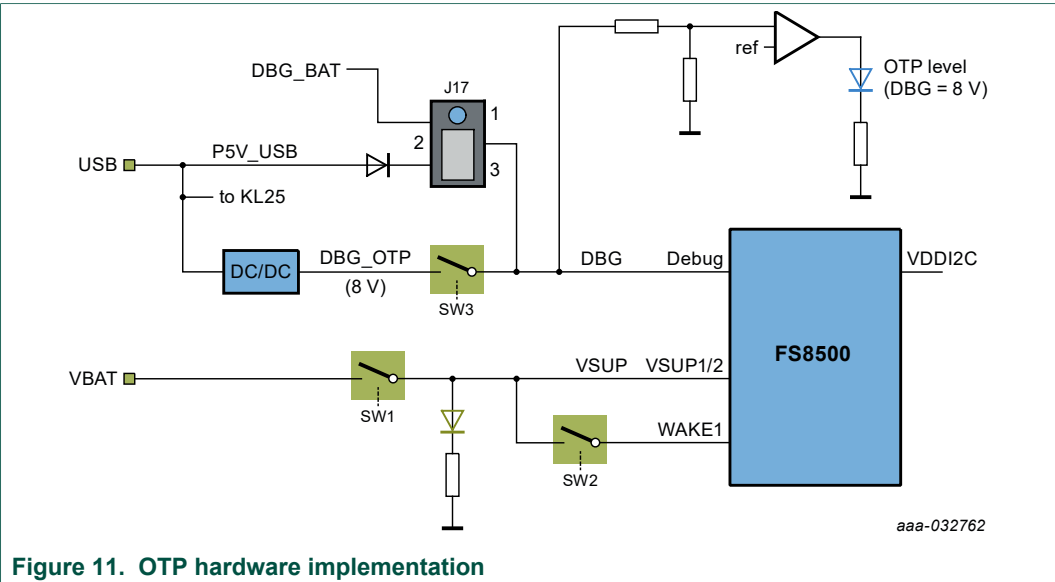 ref
OTP level
(DBG = 8 V)
DBG_BAT
J17
1
2
3
USB
P5V_USB
to KL25
DC/DC
DBG_OTP
(8 V)
SW3
DBG
Debug
VDDI2C
FS8500
VBAT
SW1
VSUP
VSUP1/2
SW2
WAKE1
aaa-032762
Figure 11. OTP hardware implementation